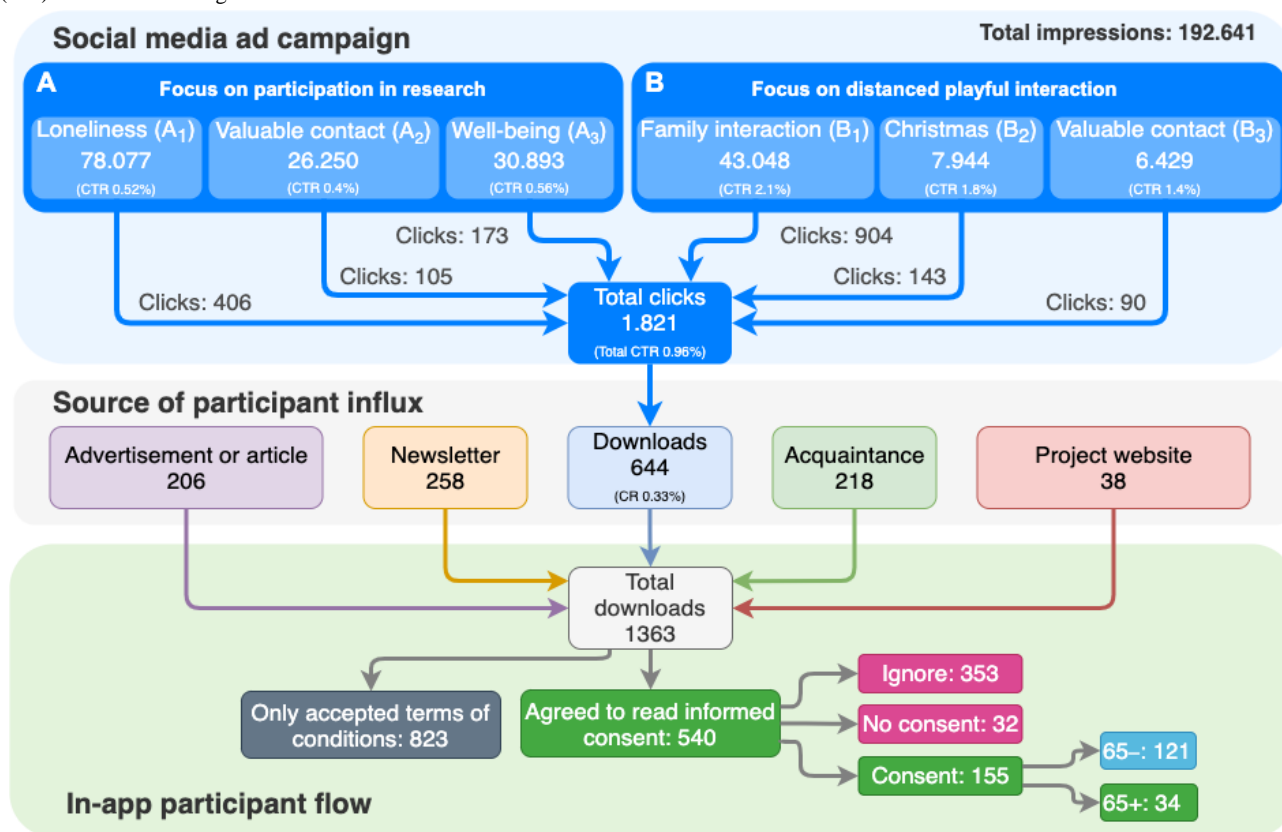 Social media ad campaign
Total impressions: 192.641
A
Focus on participation in research
B
Focus on distanced playful interaction
Loneliness (A₁)
78.077
(CTR 0.52%)
Valuable contact (A₂)
26.250
(CTR 0.4%)
Well-being (A₃)
30.893
(CTR 0.56%)
Family interaction (B₁)
43.048
(CTR 2.1%)
Christmas (B₂)
7.944
(CTR 1.8%)
Valuable contact (B₃)
6.429
(CTR 1.4%)
Clicks: 173
Clicks: 904
Clicks: 105
Clicks: 143
Clicks: 406
Clicks: 90
Total clicks
1.821
(Total CTR 0.96%)
Source of participant influx
Advertisement or article
206
Newsletter
258
Downloads
644
(CR 0.33%)
Acquaintance
218
Project website
38
Total
downloads
1363
Only accepted terms of
conditions: 823
Agreed to read informed
consent: 540
Ignore: 353
No consent: 32
Consent: 155
65–: 121
65+: 34
In-app participant flow